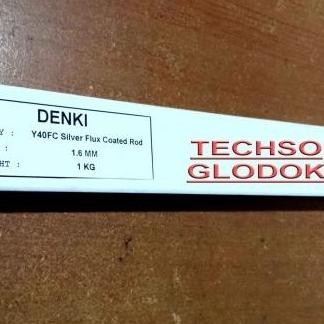 DENKI
Y : Y40FC Silver Flux Coated Rod
: 1.6 MM
HT : 1 KG
TECHSO
GLODOK